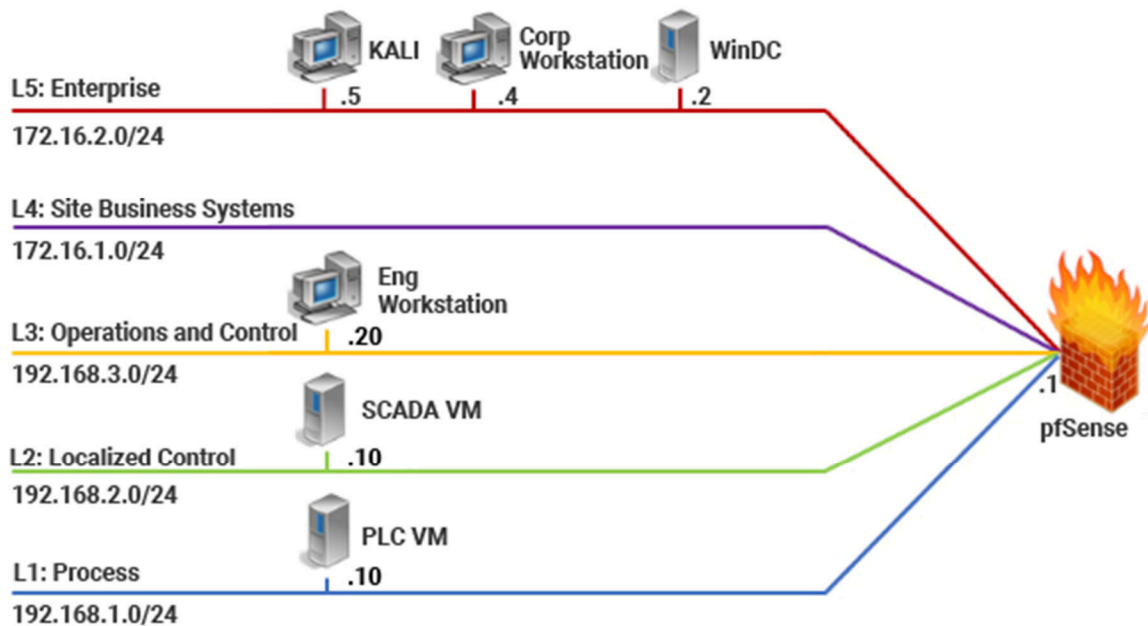 KALI
Corp
Workstation
WinDC
L5: Enterprise
.5
.4
.2
172.16.2.0/24
L4: Site Business Systems
172.16.1.0/24
Eng
Workstation
L3: Operations and Control
.20
192.168.3.0/24
.1
SCADA VM
pfSense
L2: Localized Control
.10
192.168.2.0/24
PLC VM
L1: Process
.10
192.168.1.0/24